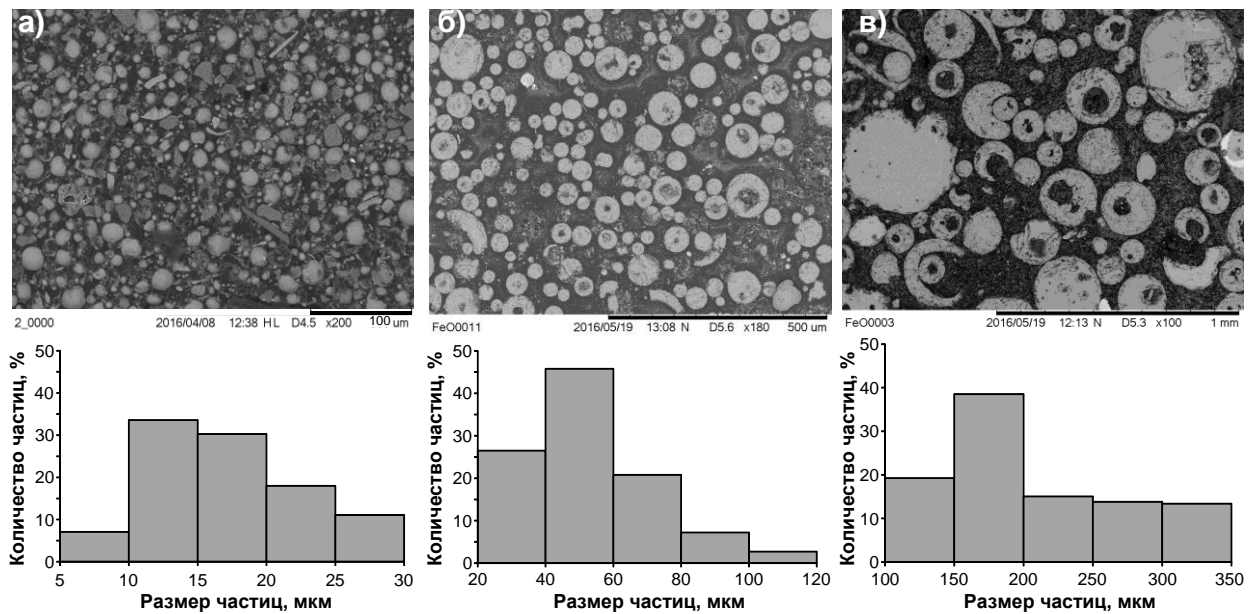 а)
2_0000 2016/04/08 12:38 HL D4.5 x200 100 um
б)
FeO0011 2016/05/19 13:08 N D5.6 x180 500 um
в)
FeO0003 2016/05/19 12:13 N D5.3 x100 1 mm
Количество частиц, %
50
40
30
20
10
0
5 10 15 20 25 30
Размер частиц, мкм
Количество частиц, %
50
40
30
20
10
0
20 40 60 80 100 120
Размер частиц, мкм
Количество частиц, %
50
40
30
20
10
0
100 150 200 250 300 350
Размер частиц, мкм